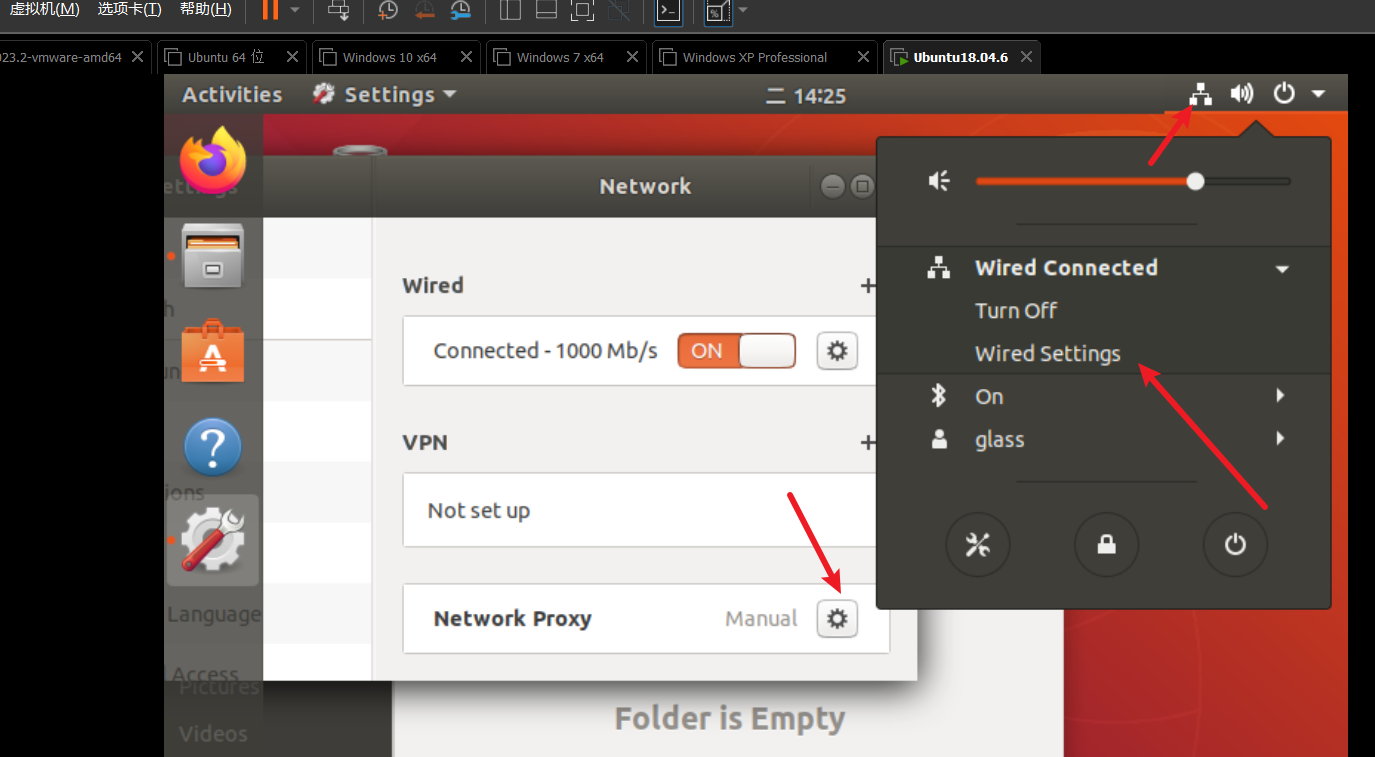 虚拟机(M) 选项卡(T) 帮助(H)
023.2-vmware-amd64 Ubuntu 64 位 Windows 10 x64 Windows 7 x64 Windows XP Professional Ubuntu18.04.6
Activities Settings 二 14:25
Network
Wired
Connected - 1000 Mb/s ON
VPN
Not set up
Network Proxy Manual
Wired Connected
Turn Off
Wired Settings
On
glass
Language
Access
Pictures
Videos
Folder is Empty